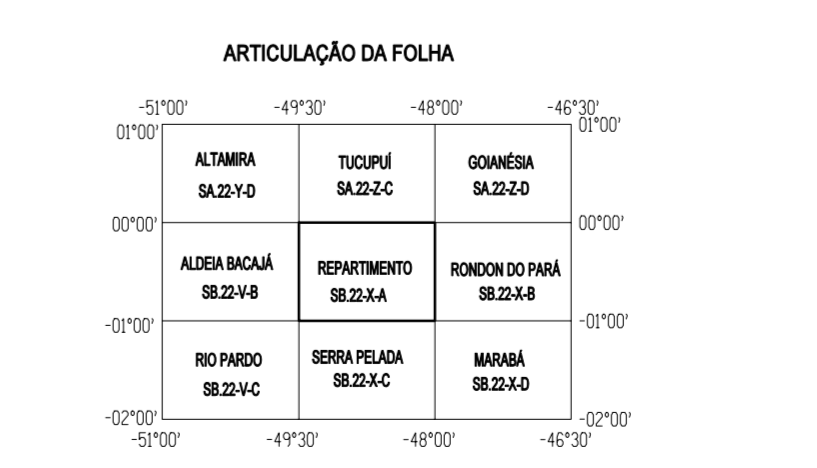 ARTICULAÇÃO DA FOLHA
-51°00' -49°30' -48°00' -46°30'
01°00' 01°00'
ALTAMIRA TUCUPUÍ GOIANÉSIA
SA.22-Y-D SA.22-Z-C SA.22-Z-D
00°00' 00°00'
ALDEIA BACAJÁ REPARTIMENTO RONDON DO PARÁ
SB.22-V-B SB.22-X-A SB.22-X-B
-01°00' -01°00'
RIO PARDO SERRA PELADA MARABÁ
SB.22-V-C SB.22-X-C SB.22-X-D
-02°00' -02°00'
-51°00' -49°30' -48°00' -46°30'